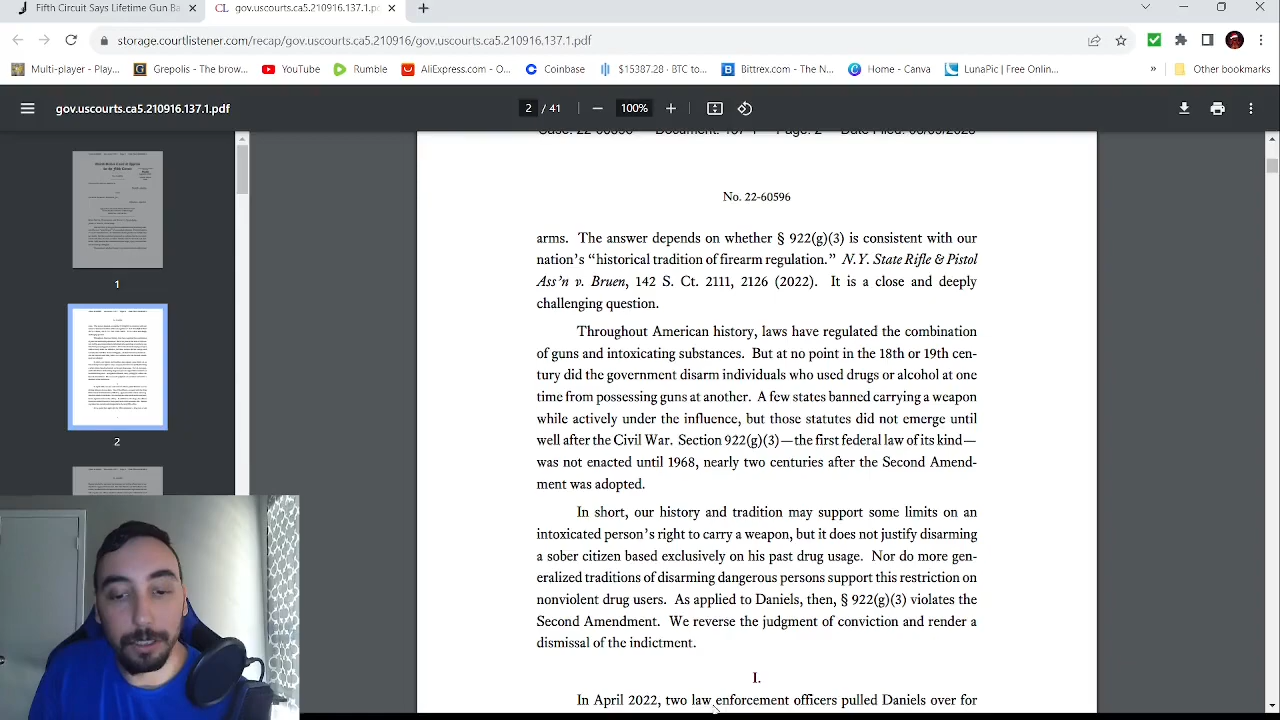 Fifth Circuit Says Lifetime Gun Ba
gov.uscourts.ca5.210916.137.1.pc
storage.courtlistener.com/recap/gov.uscourts.ca5.210916/gov.uscourts.ca5.210916.137.1.pdf
Multi-player - Play...
Grepolis - The brow...
YouTube
Rumble
AliExpress.com - O...
Coinbase
$15387.28 · BTC to...
Bittrex.com - The N...
Home - Canva
LunaPic | Free Onlin...
»
Other bookmarks
gov.uscourts.ca5.210916.137.1.pdf
2 / 41
100%
1
2
No. 22-60596
arms. The answer depends on whether § 922(g)(3) is consistent with our
nation’s “historical tradition of firearm regulation.” N.Y. State Rifle & Pistol
Ass’n v. Bruen, 142 S. Ct. 2111, 2126 (2022). It is a close and deeply
challenging question.
Throughout American history, laws have regulated the combination
of guns and intoxicating substances. But at no time in the 18th or 19th cen-
tury did the government disarm individuals who used drugs or alcohol at one
time from possessing guns at another. A few states banned carrying a weapon
while actively under the influence, but those statutes did not emerge until
well after the Civil War. Section 922(g)(3)—the first federal law of its kind—
was not enacted until 1968, nearly two centuries after the Second Amend-
ment was adopted.
In short, our history and tradition may support some limits on an
intoxicated person’s right to carry a weapon, but it does not justify disarming
a sober citizen based exclusively on his past drug usage. Nor do more gen-
eralized traditions of disarming dangerous persons support this restriction on
nonviolent drug users. As applied to Daniels, then, § 922(g)(3) violates the
Second Amendment. We reverse the judgment of conviction and render a
dismissal of the indictment.
I.
In April 2022, two law enforcement officers pulled Daniels over for